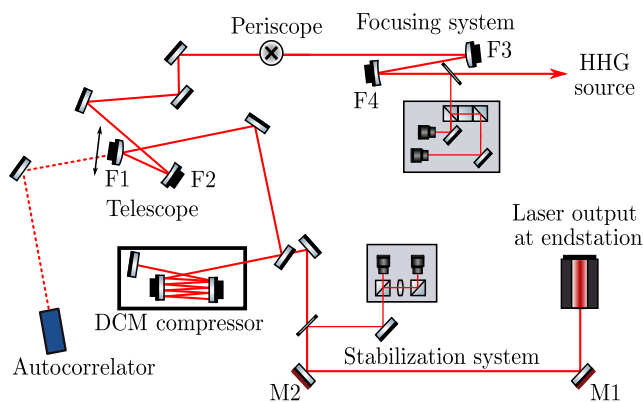 Periscope
Focusing system
F3
F4
HHG
source
F1
F2
Telescope
Laser output
at endstation
DCM compressor
Stabilization system
Autocorrelator
M2
M1